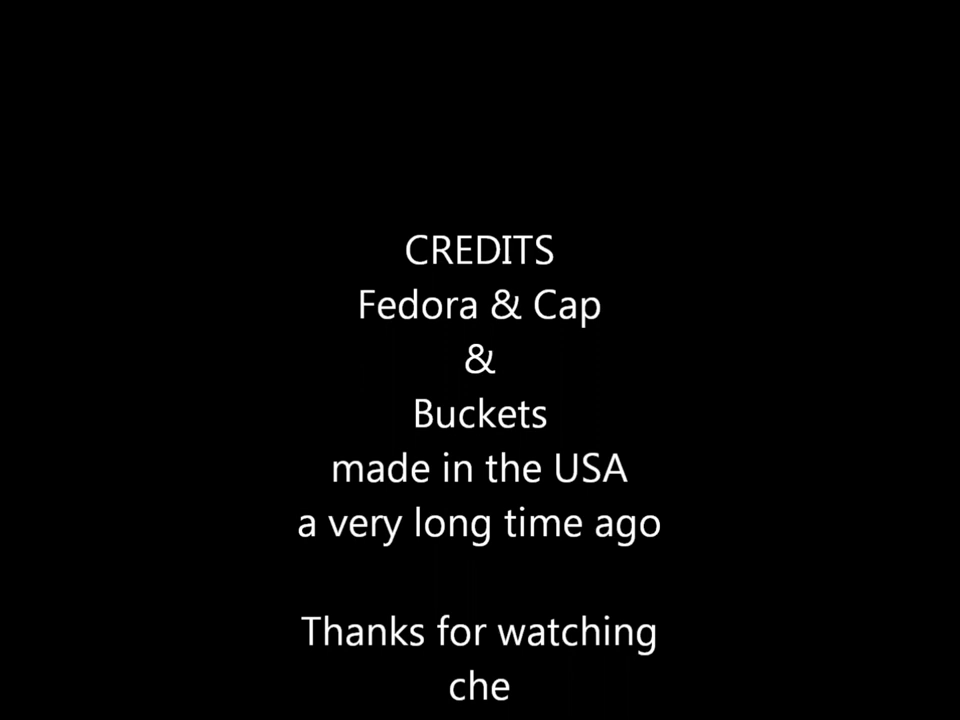 CREDITS
Fedora & Cap
&
Buckets
made in the USA
a very long time ago
Thanks for watching
che